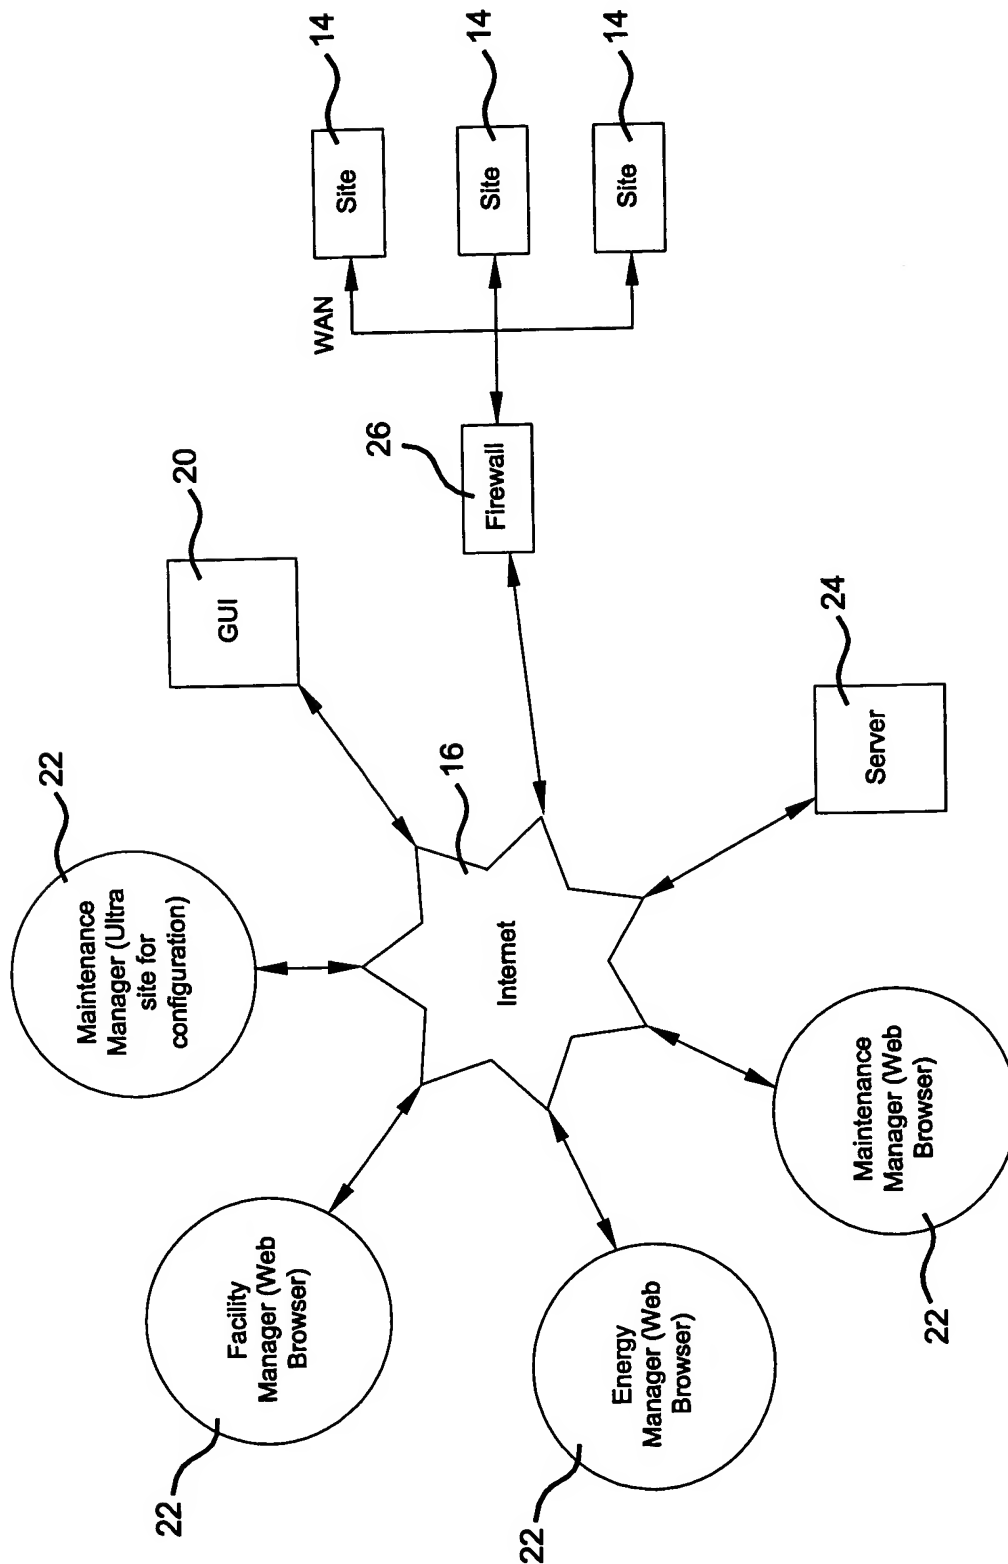 22
Facility
Manager (Web
Browser)
22
Maintenance
Manager (Ultra
site for
configuration)
20
GUI
14
Site
WAN
14
Site
14
Site
26
Firewall
16
Internet
22
Energy
Manager (Web
Browser)
22
Maintenance
Manager (Web
Browser)
24
Server